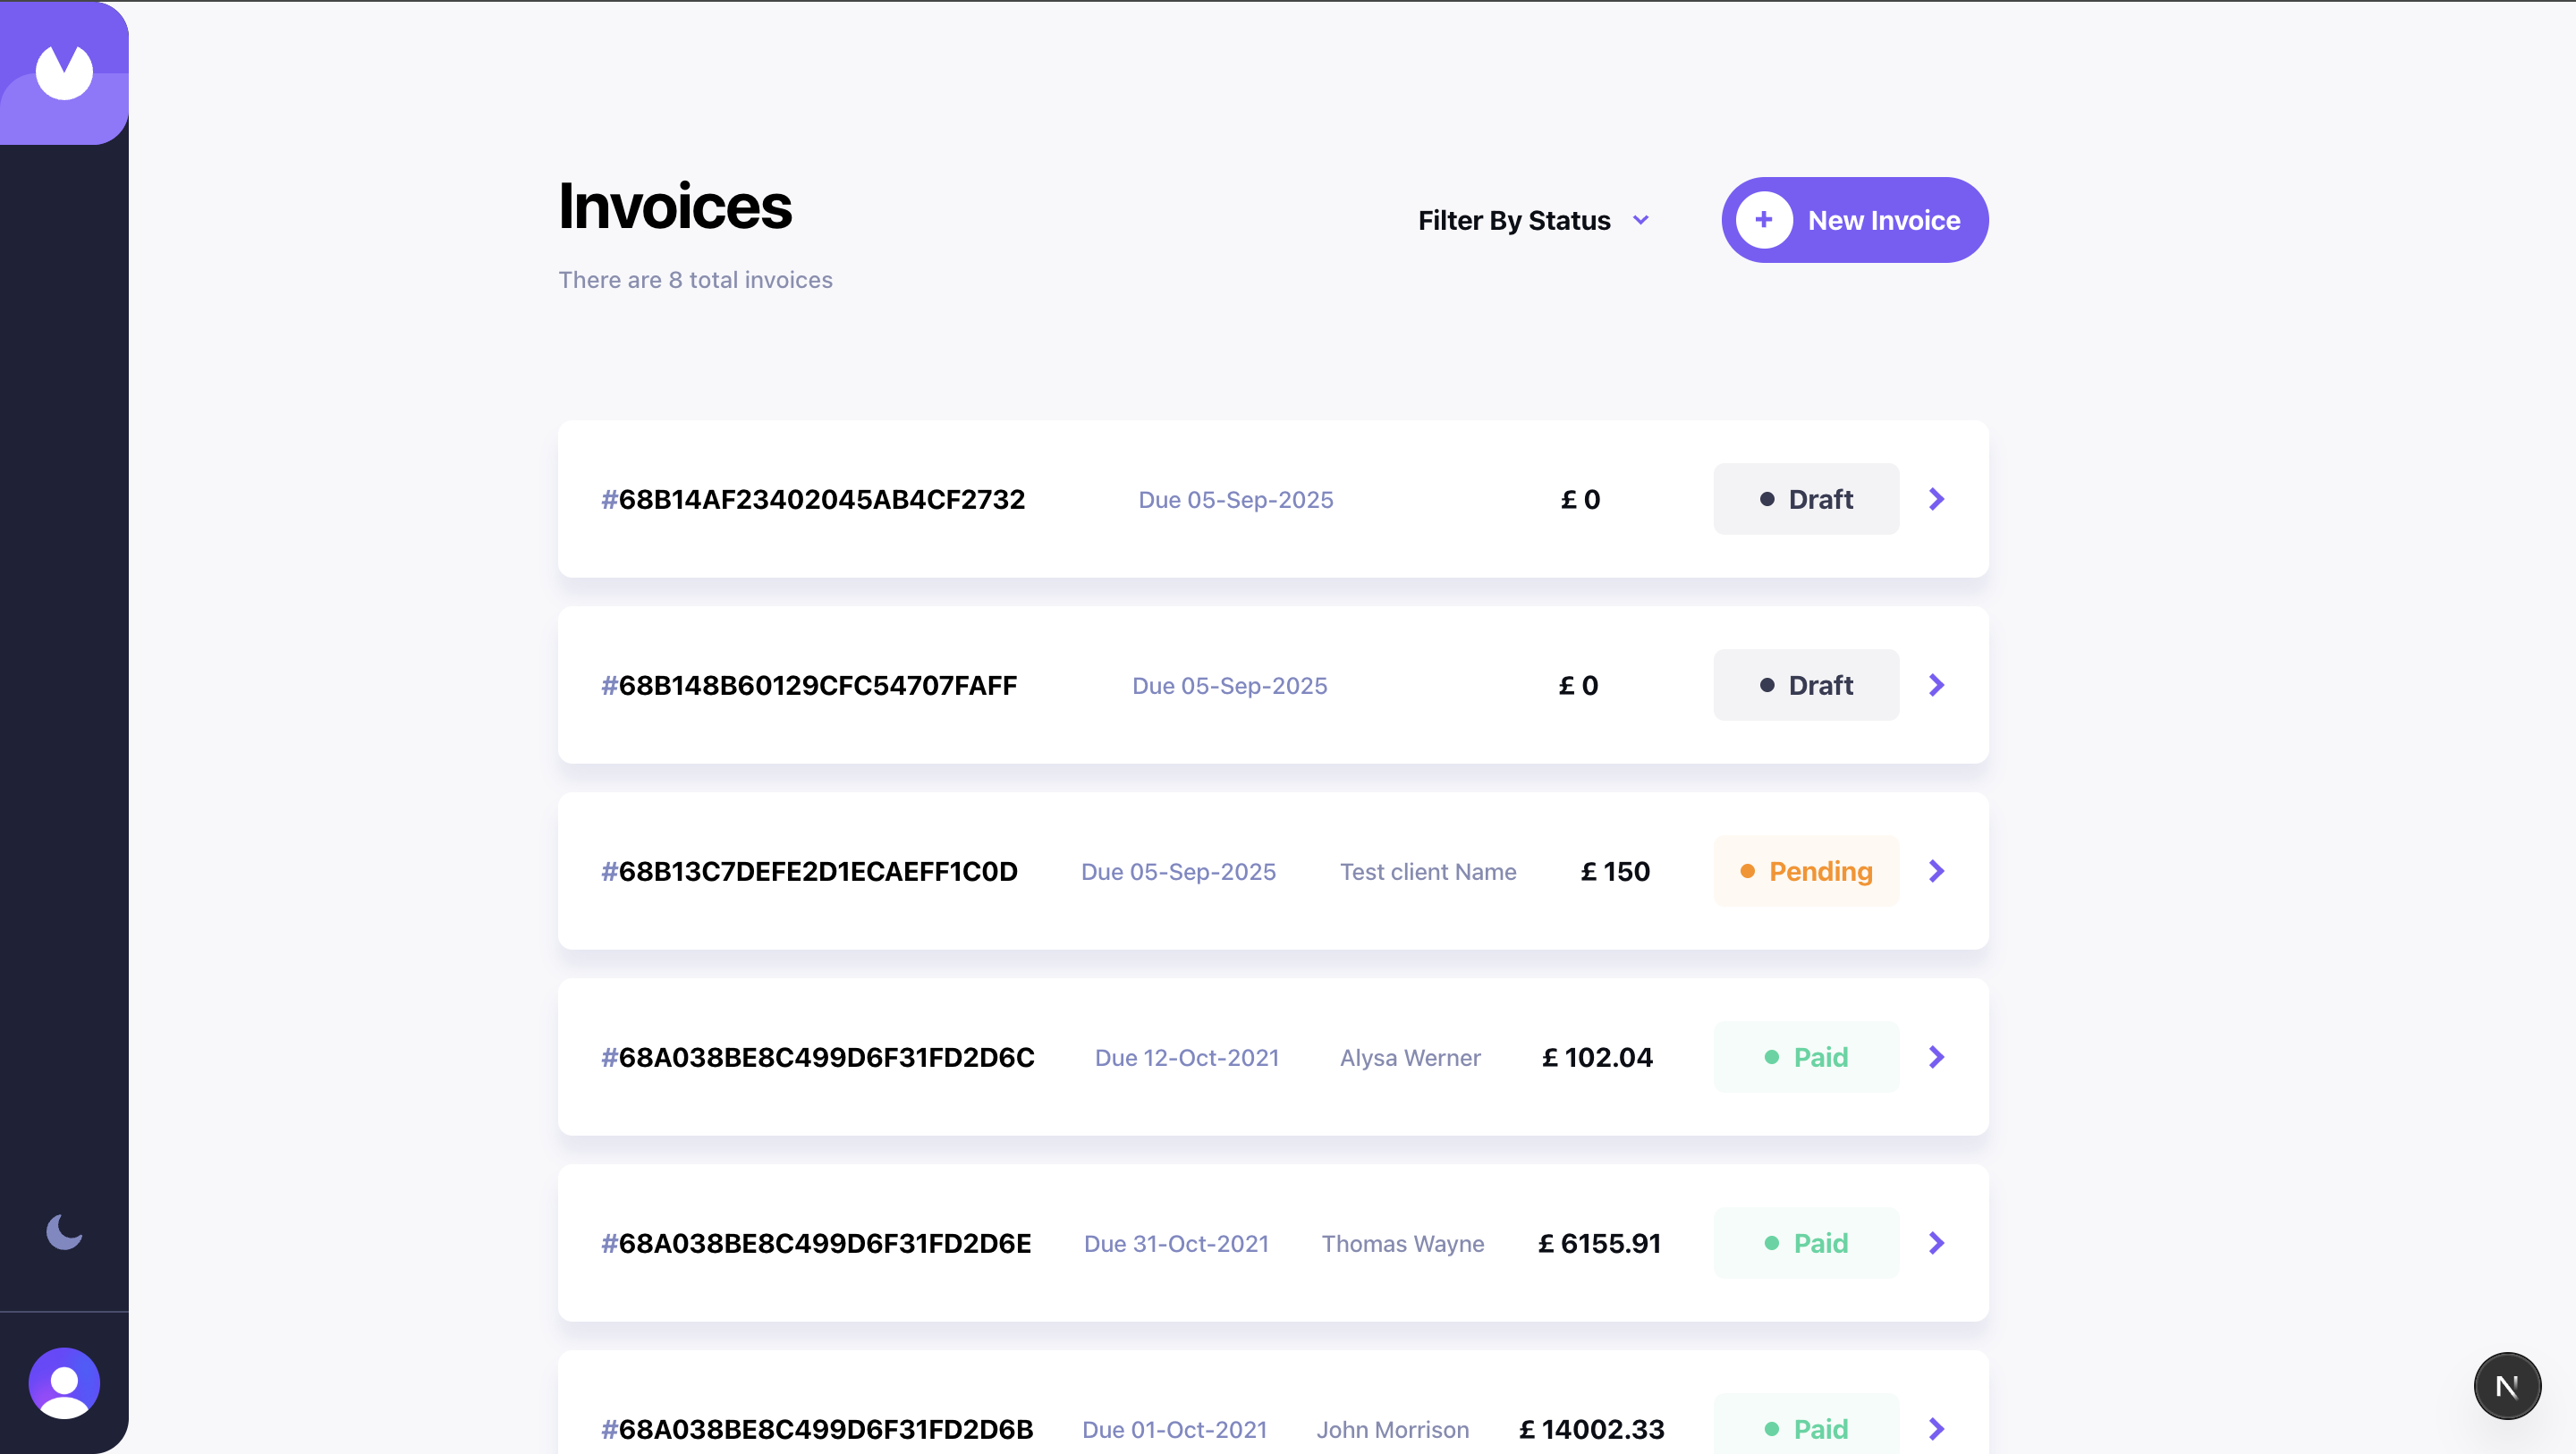 Invoices
Filter By Status
+ New Invoice
There are 8 total invoices
#68B14AF23402045AB4CF2732 Due 05-Sep-2025 £ 0 Draft
#68B148B60129CFC54707FAFF Due 05-Sep-2025 £ 0 Draft
#68B13C7DEFE2D1ECAEFF1C0D Due 05-Sep-2025 Test client Name £ 150 Pending
#68A038BE8C499D6F31FD2D6C Due 12-Oct-2021 Alysa Werner £ 102.04 Paid
#68A038BE8C499D6F31FD2D6E Due 31-Oct-2021 Thomas Wayne £ 6155.91 Paid
#68A038BE8C499D6F31FD2D6B Due 01-Oct-2021 John Morrison £ 14002.33 Paid
N